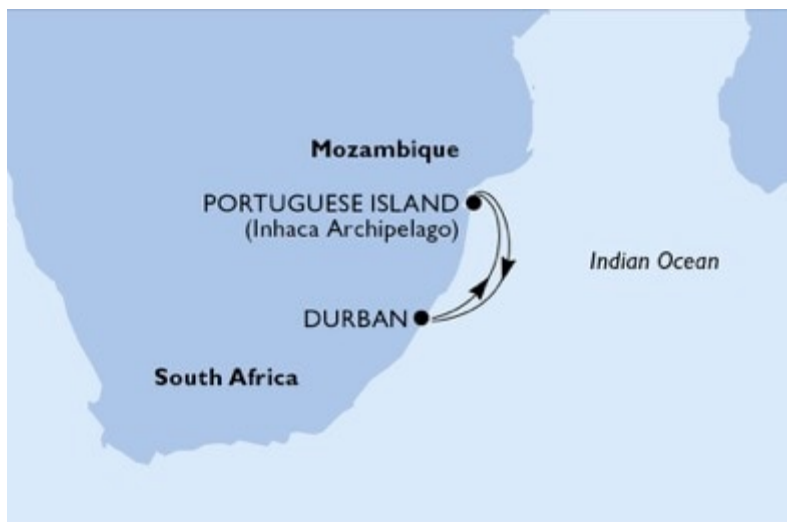 Mozambique
PORTUGUESE ISLAND
(Inhaca Archipelago)
Indian Ocean
DURBAN
South Africa